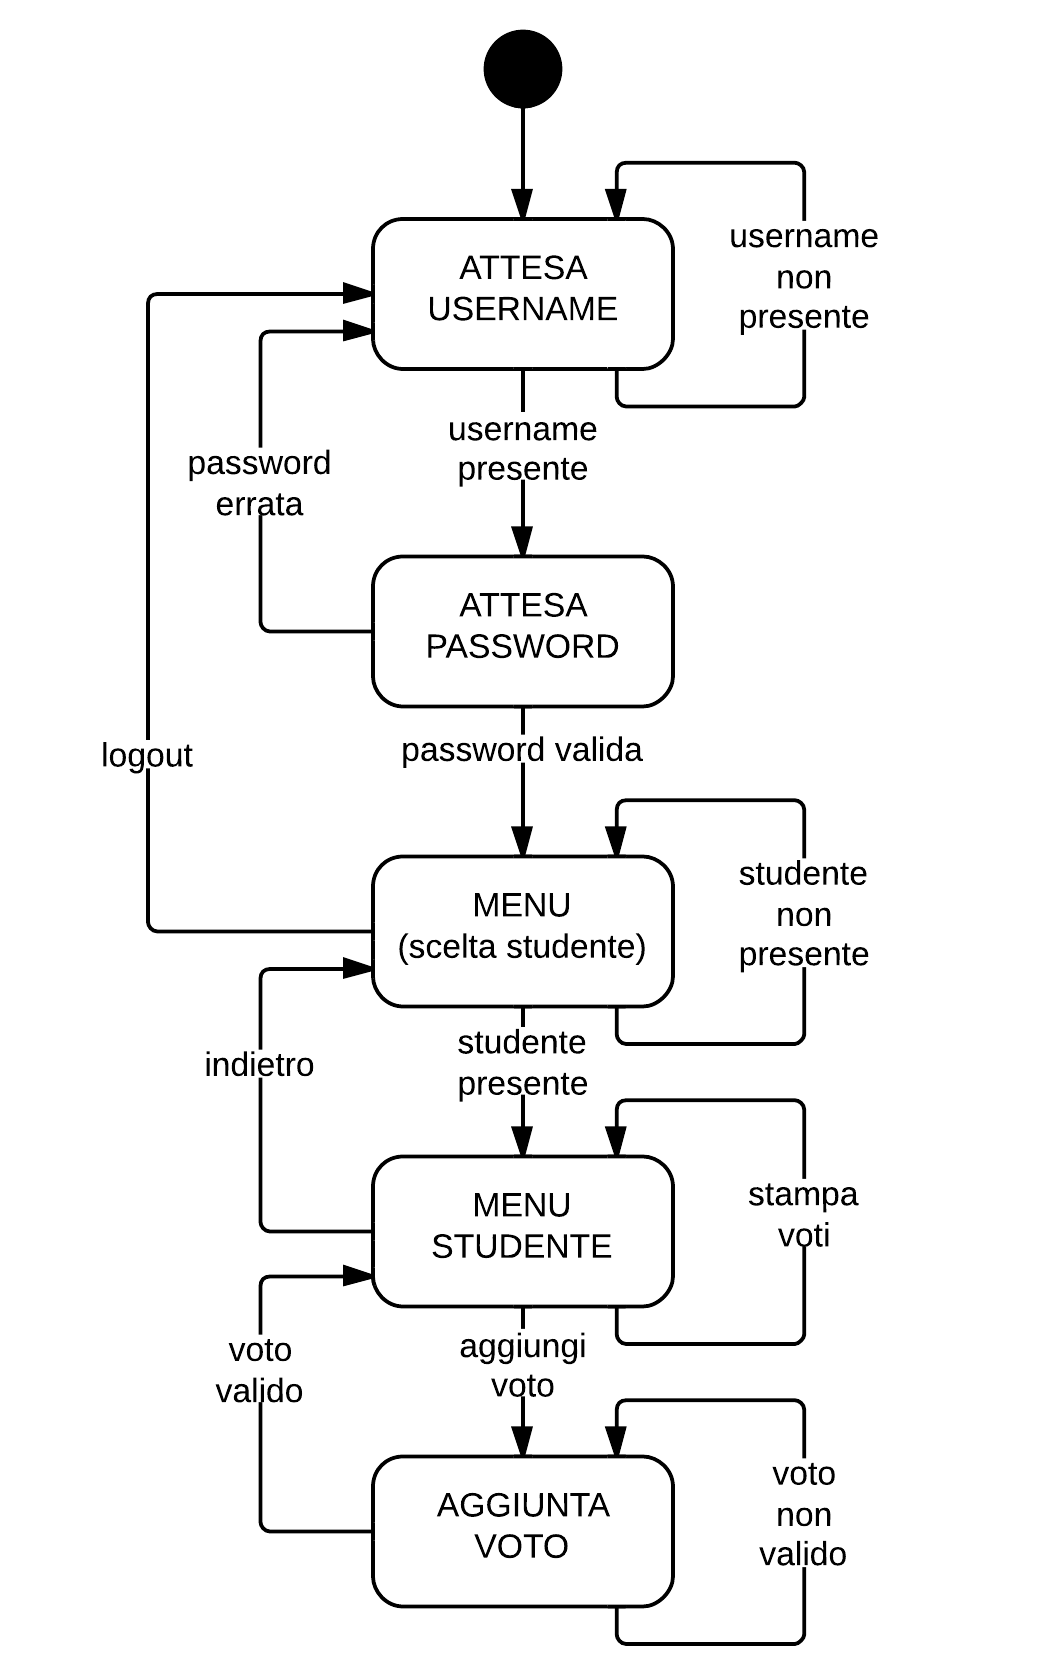 ATTESA
USERNAME
username
non
presente
username
presente
password
errata
ATTESA
PASSWORD
password valida
logout
MENU
(scelta studente)
studente
non
presente
studente
presente
indietro
MENU
STUDENTE
stampa
voti
aggiungi
voto
voto
valido
AGGIUNTA
VOTO
voto
non
valido